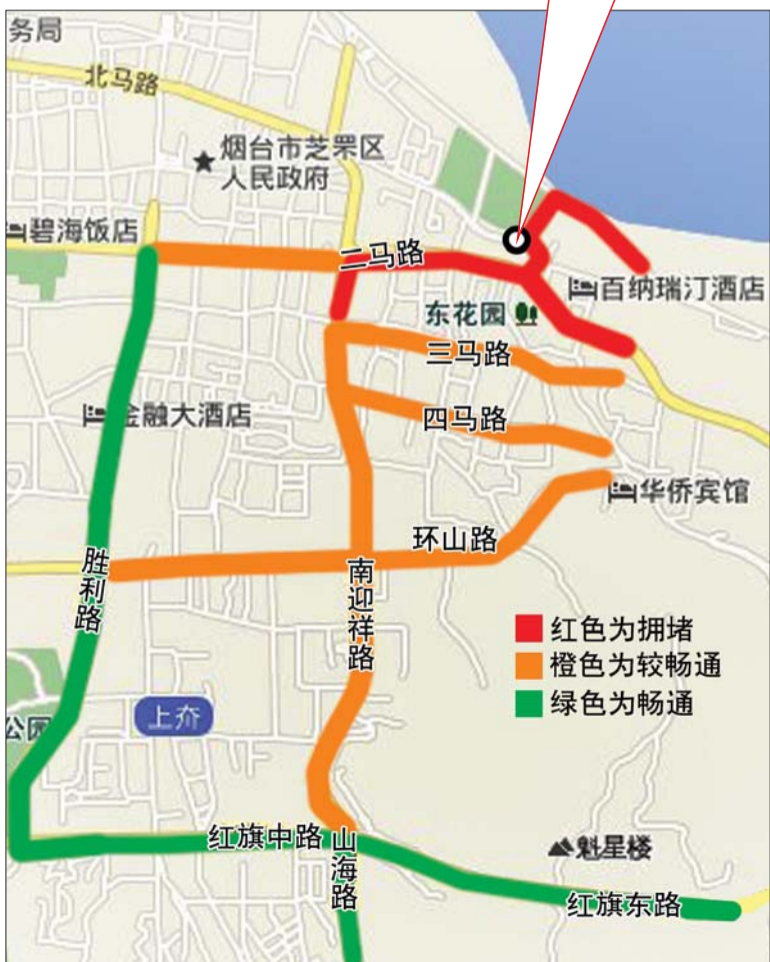 务局
北马路
烟台市芝罘区
人民政府
碧海饭店
二马路
百纳瑞汀酒店
东花园
三马路
金融大酒店
四马路
华侨宾馆
环山路
胜利路
南迎祥路
红色为拥堵
橙色为较畅通
绿色为畅通
上夼
公园
红旗中路
山海路
魁星楼
红旗东路